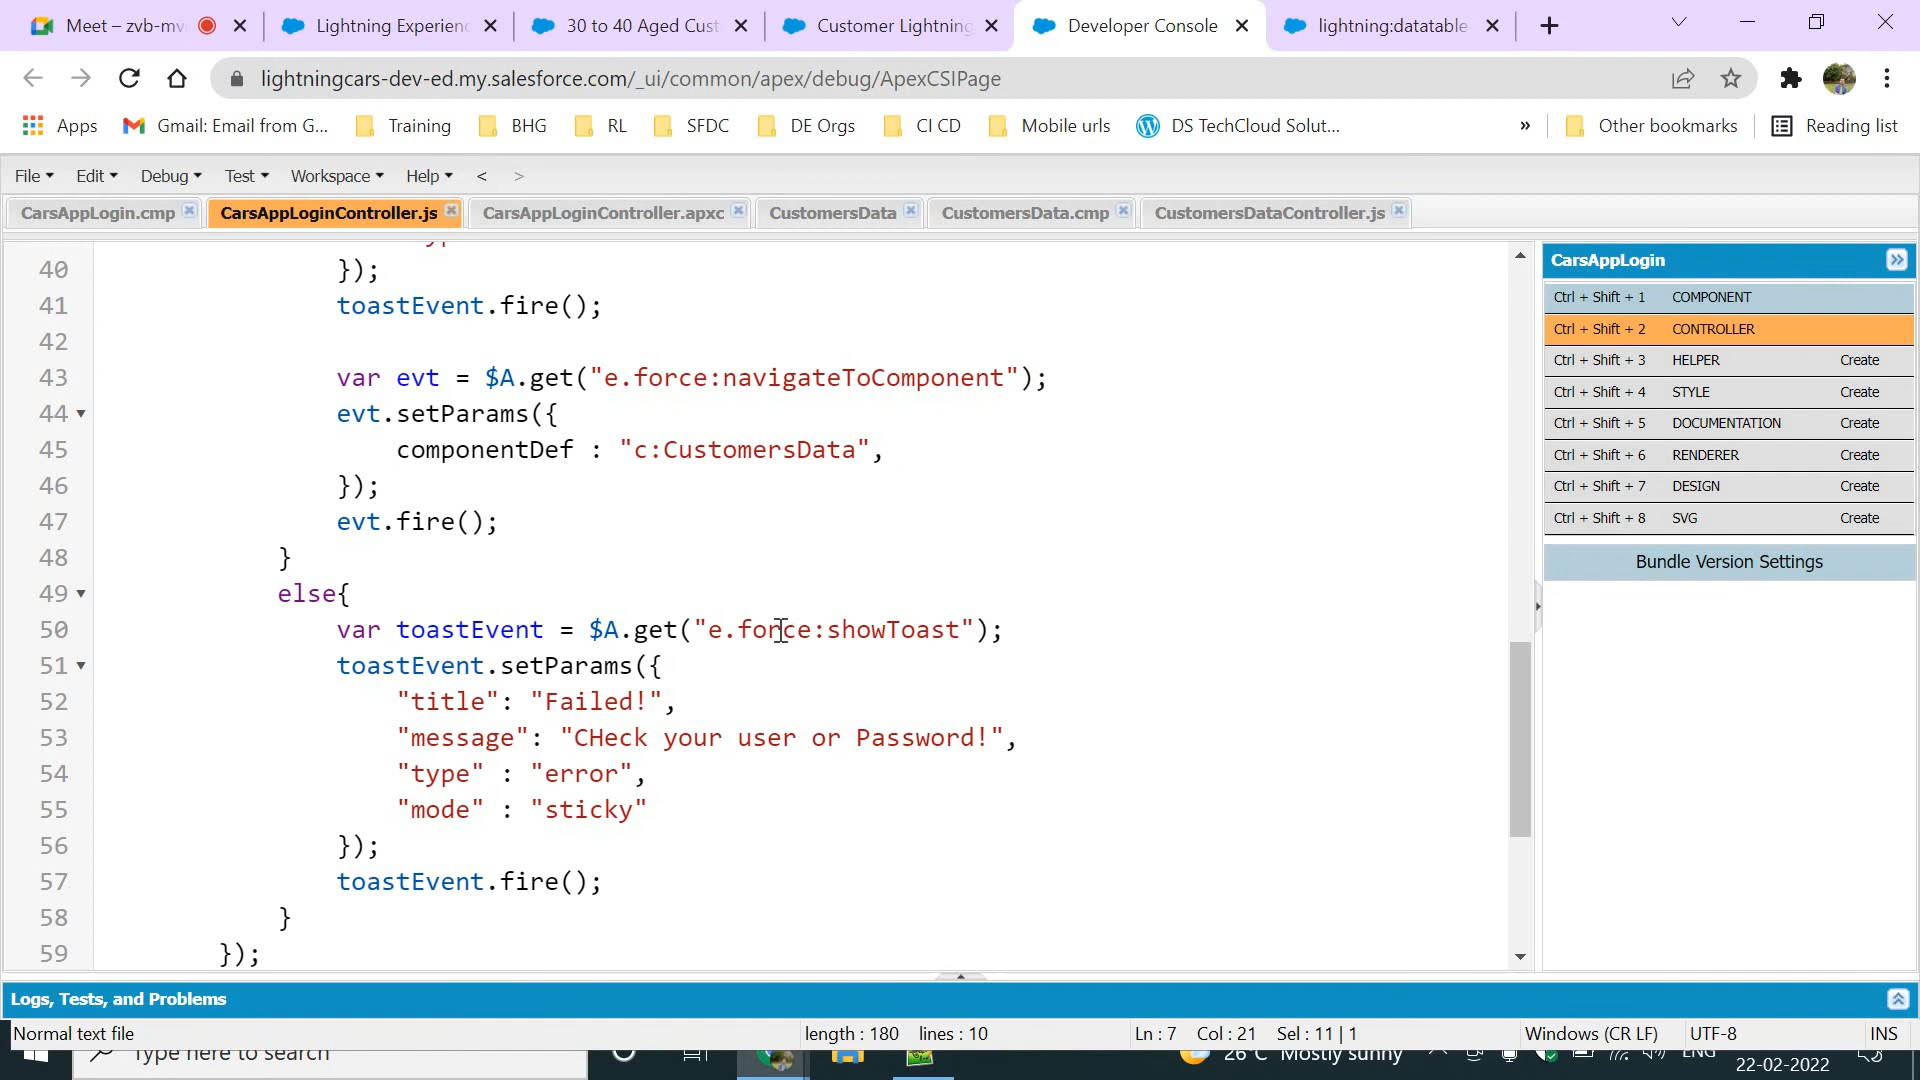 Meet – zvb-mv
Lightning Experienc
30 to 40 Aged Cust
Customer Lightning
Developer Console
lightning:datatable
lightningcars-dev-ed.my.salesforce.com/_ui/common/apex/debug/ApexCSIPage
Apps
Gmail: Email from G...
Training
BHG
RL
SFDC
DE Orgs
CI CD
Mobile urls
DS TechCloud Solut...
»
Other bookmarks
Reading list
File
Edit
Debug
Test
Workspace
Help
<
>
CarsAppLogin.cmp
CarsAppLoginController.js
CarsAppLoginController.apxc
CustomersData
CustomersData.cmp
CustomersDataController.js
40 });
41 toastEvent.fire();
42
43 var evt = $A.get("e.force:navigateToComponent");
44 evt.setParams({
45 componentDef : "c:CustomersData",
46 });
47 evt.fire();
48 }
49 else{
50 var toastEvent = $A.get("e.force:showToast");
51 toastEvent.setParams({
52 "title": "Failed!",
53 "message": "CHeck your user or Password!",
54 "type" : "error",
55 "mode" : "sticky"
56 });
57 toastEvent.fire();
58 }
59 });
CarsAppLogin
Ctrl + Shift + 1 COMPONENT
Ctrl + Shift + 2 CONTROLLER
Ctrl + Shift + 3 HELPER Create
Ctrl + Shift + 4 STYLE Create
Ctrl + Shift + 5 DOCUMENTATION Create
Ctrl + Shift + 6 RENDERER Create
Ctrl + Shift + 7 DESIGN Create
Ctrl + Shift + 8 SVG Create
Bundle Version Settings
Logs, Tests, and Problems
Normal text file
length : 180 lines : 10
Ln : 7 Col : 21 Sel : 11 | 1
Windows (CR LF)
UTF-8
INS
Type here to search
26°C Mostly sunny
ENG
22-02-2022